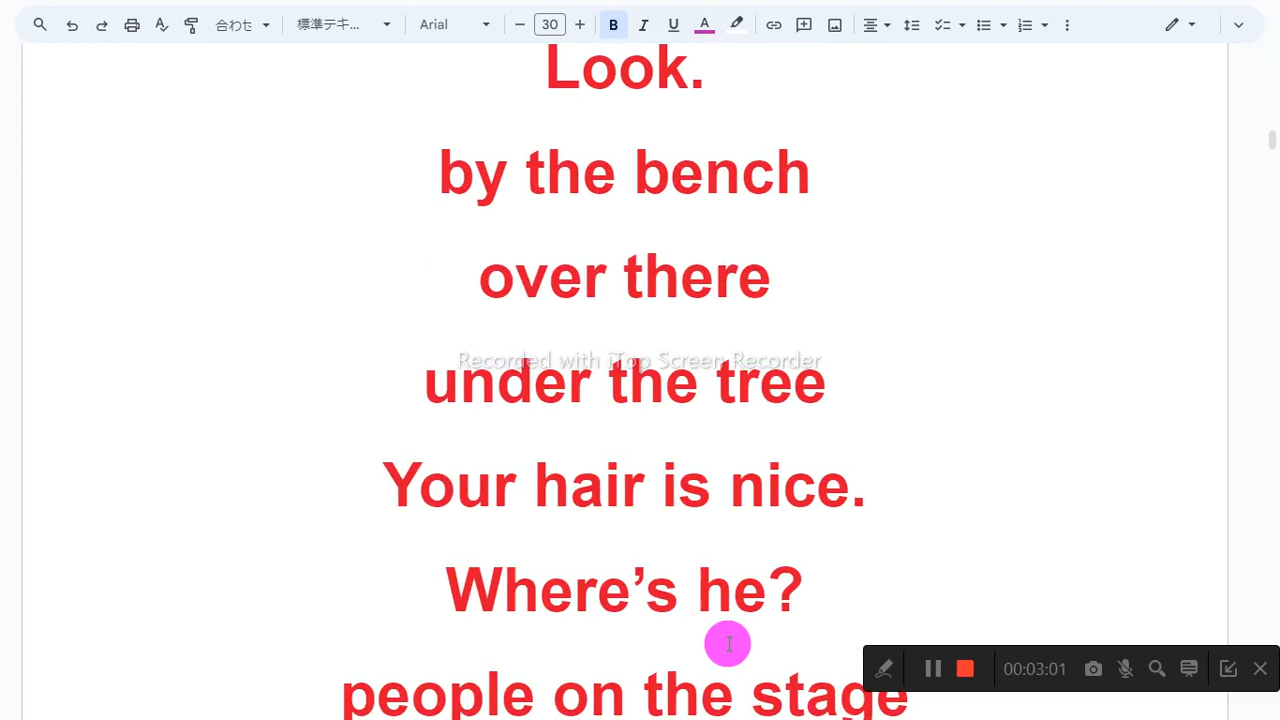 合わせ
標準テキ...
Arial
30
B
I
U
A
Look.
by the bench
over there
Recorded with iTop Screen Recorder
under the tree
Your hair is nice.
Where’s he?
people on the stage
00:03:01